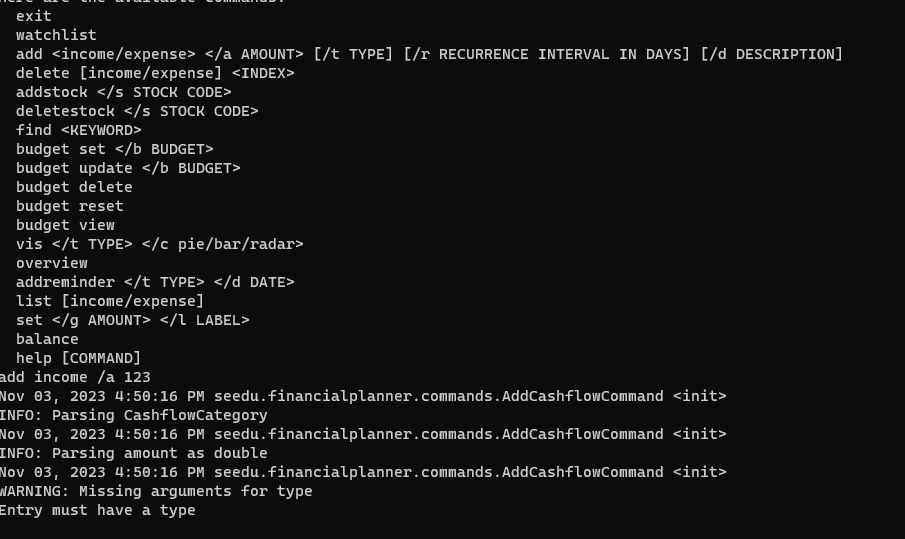 Here are the available commands:
exit
watchlist
add <income/expense> </a AMOUNT> [/t TYPE] [/r RECURRENCE INTERVAL IN DAYS] [/d DESCRIPTION]
delete [income/expense] <INDEX>
addstock </s STOCK CODE>
deletestock </s STOCK CODE>
find <KEYWORD>
budget set </b BUDGET>
budget update </b BUDGET>
budget delete
budget reset
budget view
vis </t TYPE> </c pie/bar/radar>
overview
addreminder </t TYPE> </d DATE>
list [income/expense]
set </g AMOUNT> </l LABEL>
balance
help [COMMAND]
add income /a 123
Nov 03, 2023 4:50:16 PM seedu.financialplanner.commands.AddCashflowCommand <init>
INFO: Parsing CashflowCategory
Nov 03, 2023 4:50:16 PM seedu.financialplanner.commands.AddCashflowCommand <init>
INFO: Parsing amount as double
Nov 03, 2023 4:50:16 PM seedu.financialplanner.commands.AddCashflowCommand <init>
WARNING: Missing arguments for type
Entry must have a type